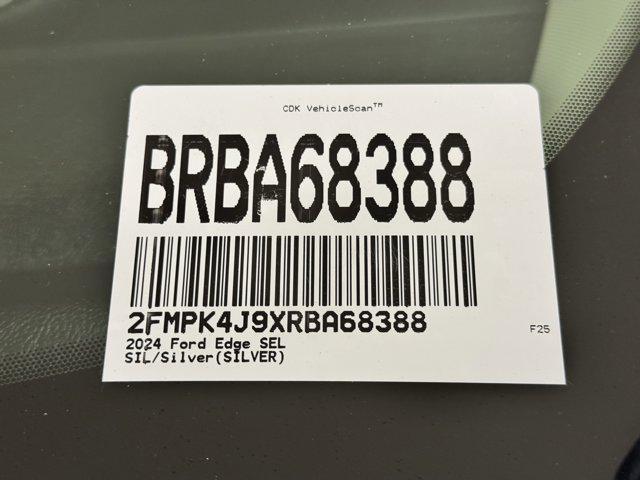 CDK VehicleScan™
BRBA68388
2FMPK4J9XRBA68388
2024 Ford Edge SEL
SIL/Silver(SILVER)
F25